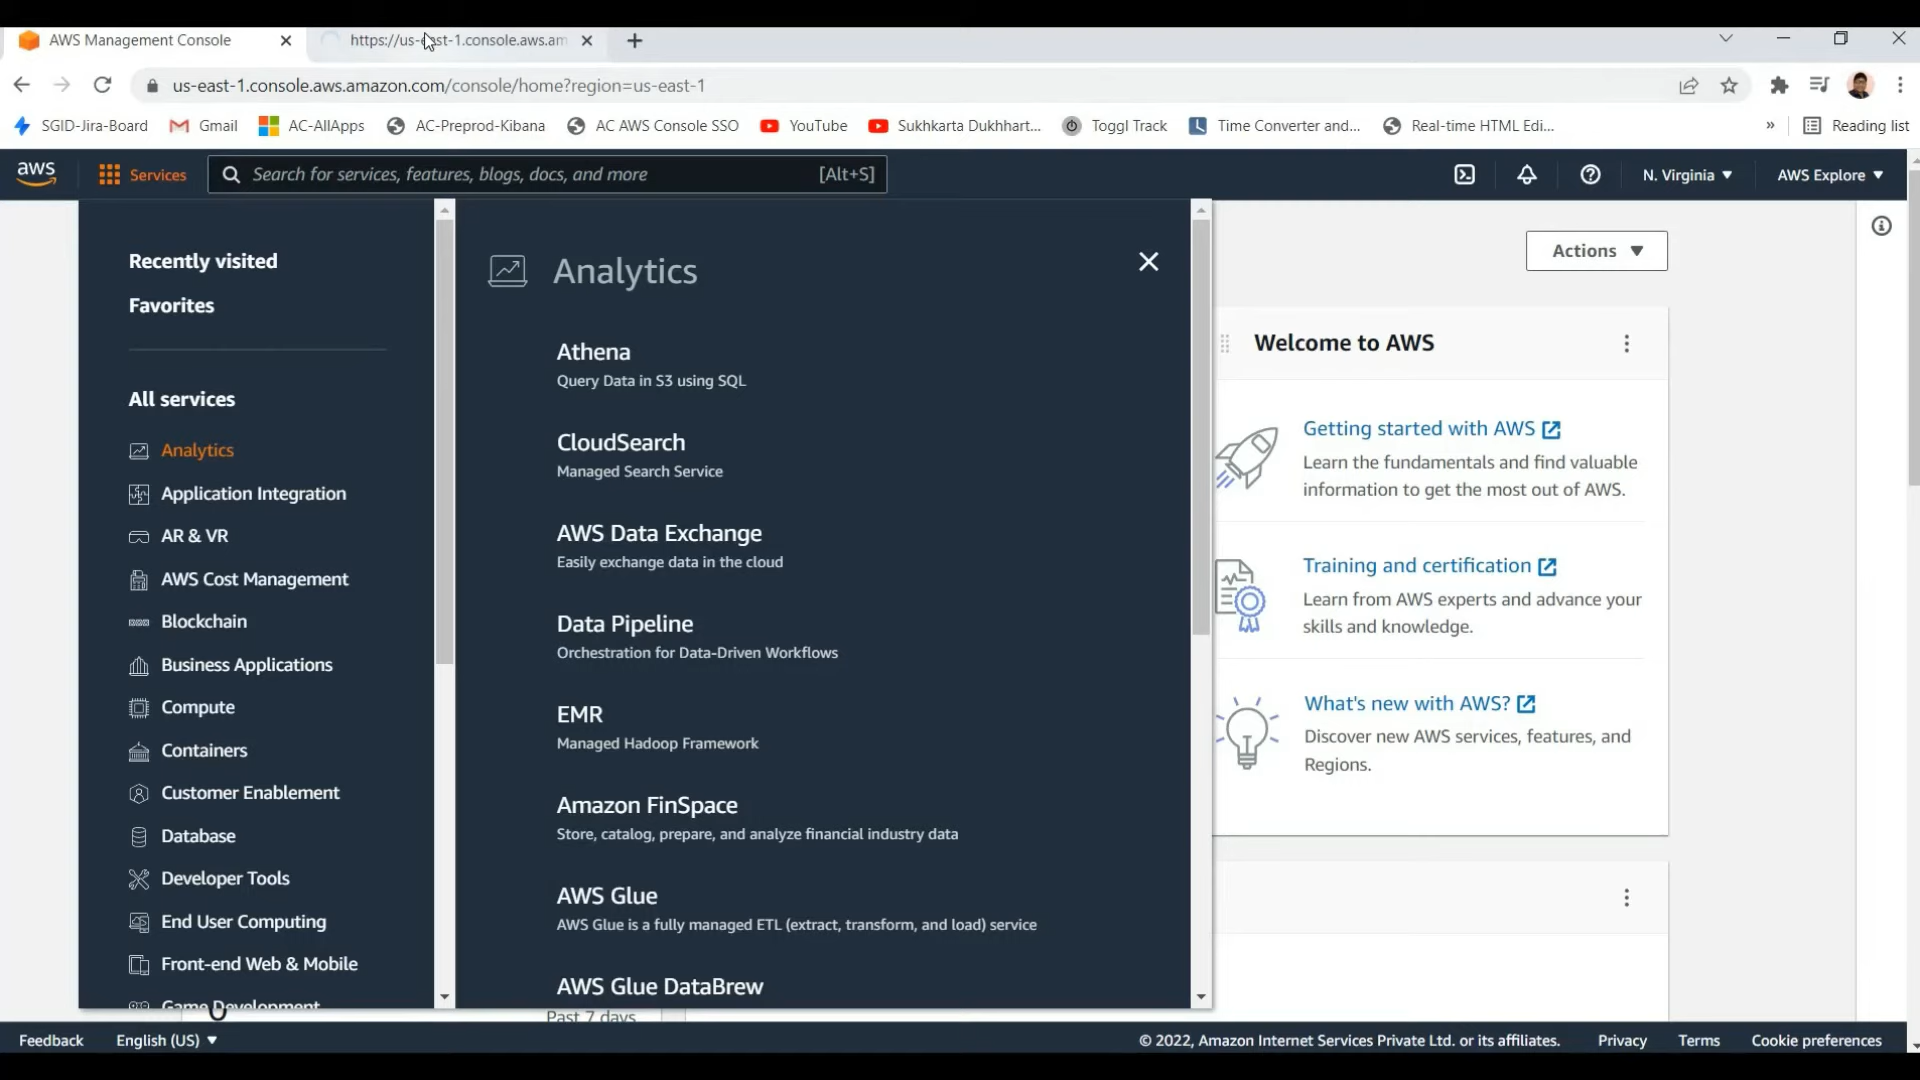 AWS Management Console
https://us-east-1.console.aws.am
us-east-1.console.aws.amazon.com/console/home?region=us-east-1
SGID-Jira-Board
Gmail
AC-AllApps
AC-Preprod-Kibana
AC AWS Console SSO
YouTube
Sukhkarta Dukhhart...
Toggl Track
Time Converter and...
Real-time HTML Edi...
»
Reading list
aws
Services
Search for services, features, blogs, docs, and more
[Alt+S]
N. Virginia
AWS Explore
Recently visited
Favorites
All services
Analytics
Application Integration
AR & VR
AWS Cost Management
Blockchain
Business Applications
Compute
Containers
Customer Enablement
Database
Developer Tools
End User Computing
Front-end Web & Mobile
Game Development
Analytics
Athena
Query Data in S3 using SQL
CloudSearch
Managed Search Service
AWS Data Exchange
Easily exchange data in the cloud
Data Pipeline
Orchestration for Data-Driven Workflows
EMR
Managed Hadoop Framework
Amazon FinSpace
Store, catalog, prepare, and analyze financial industry data
AWS Glue
AWS Glue is a fully managed ETL (extract, transform, and load) service
AWS Glue DataBrew
Past 7 days
Actions
Welcome to AWS
Getting started with AWS
Learn the fundamentals and find valuable
information to get the most out of AWS.
Training and certification
Learn from AWS experts and advance your
skills and knowledge.
What's new with AWS?
Discover new AWS services, features, and
Regions.
Feedback
English (US)
© 2022, Amazon Internet Services Private Ltd. or its affiliates.
Privacy
Terms
Cookie preferences